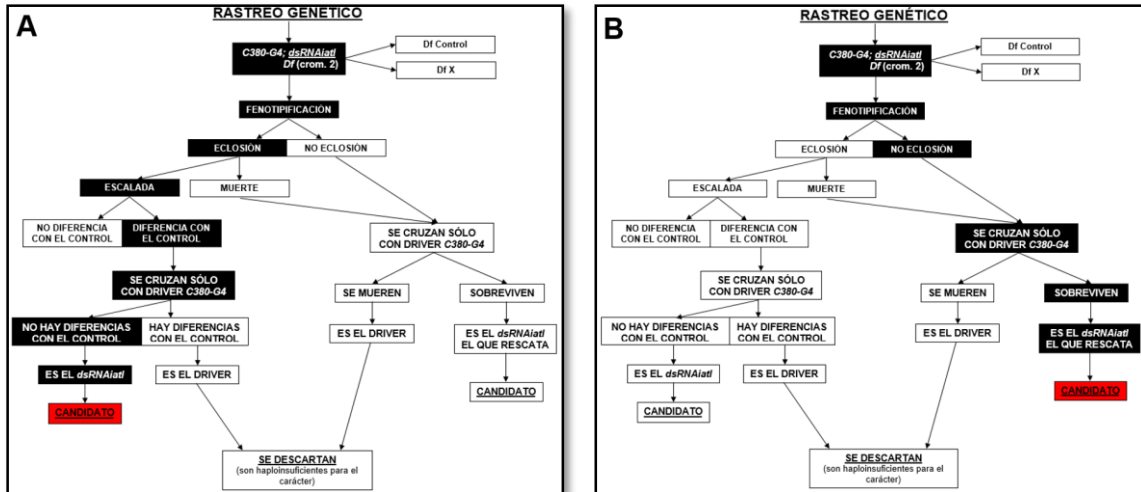 A
RASTREO GENÉTICO
C380-G4; dsRNAiatl
Df (crom. 2)
Df Control
Df X
FENOTIPIFICACIÓN
ECLOSIÓN
NO ECLOSIÓN
ESCALADA
MUERTE
NO DIFERENCIA
CON EL CONTROL
DIFERENCIA CON
EL CONTROL
SE CRUZAN SÓLO
CON DRIVER C380-G4
SE CRUZAN SÓLO
CON DRIVER C380-G4
SE MUEREN
SOBREVIVEN
NO HAY DIFERENCIAS
CON EL CONTROL
HAY DIFERENCIAS
CON EL CONTROL
ES EL DRIVER
ES EL dsRNAiatl
EL QUE RESCATA
ES EL dsRNAiatl
ES EL DRIVER
CANDIDATO
CANDIDATO
SE DESCARTAN
(son haploinsuficientes para el
carácter)
B
RASTREO GENÉTICO
C380-G4; dsRNAiatl
Df (crom. 2)
Df Control
Df X
FENOTIPIFICACIÓN
ECLOSIÓN
NO ECLOSIÓN
ESCALADA
MUERTE
NO DIFERENCIA
CON EL CONTROL
DIFERENCIA CON
EL CONTROL
SE CRUZAN SÓLO
CON DRIVER C380-G4
SE CRUZAN SÓLO
CON DRIVER C380-G4
SE MUEREN
SOBREVIVEN
NO HAY DIFERENCIAS
CON EL CONTROL
HAY DIFERENCIAS
CON EL CONTROL
ES EL DRIVER
ES EL dsRNAiatl
EL QUE RESCATA
ES EL dsRNAiatl
ES EL DRIVER
CANDIDATO
CANDIDATO
SE DESCARTAN
(son haploinsuficientes para el
carácter)